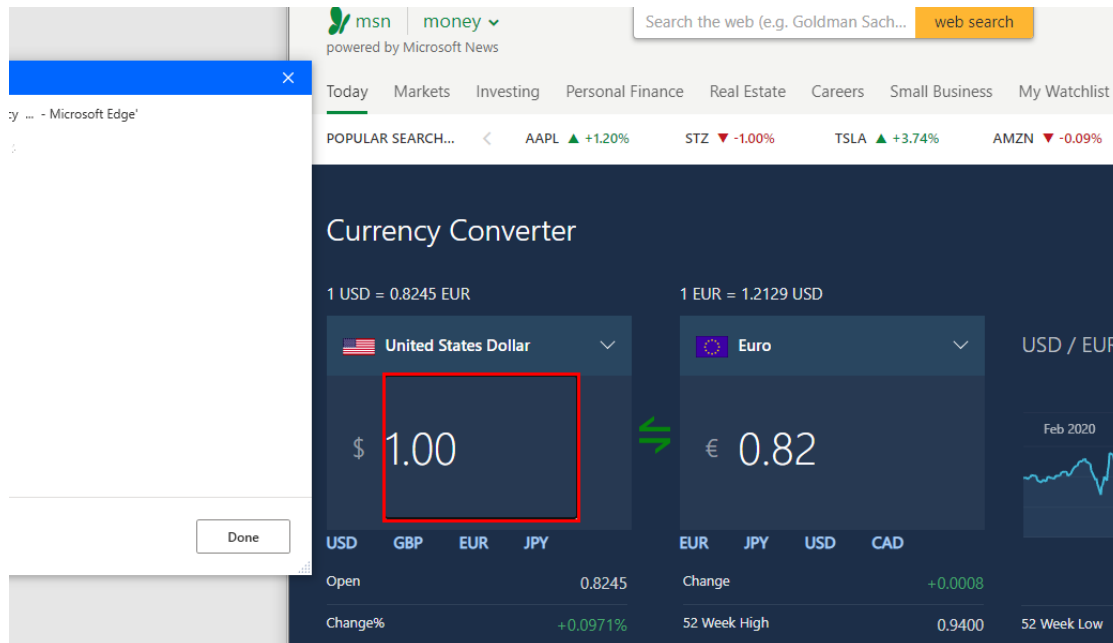 msn money
Search the web (e.g. Goldman Sach... web search
powered by Microsoft News
cy ... - Microsoft Edge'
Today Markets Investing Personal Finance Real Estate Careers Small Business My Watchlist
POPULAR SEARCH... AAPL ▲ +1.20% STZ ▼ -1.00% TSLA ▲ +3.74% AMZN ▼ -0.09%
Currency Converter
1 USD = 0.8245 EUR
1 EUR = 1.2129 USD
United States Dollar
Euro
USD / EUR
$ 1.00
€ 0.82
Feb 2020
Done
USD GBP EUR JPY
EUR JPY USD CAD
Open 0.8245
Change +0.0008
Change% +0.0971%
52 Week High 0.9400
52 Week Low